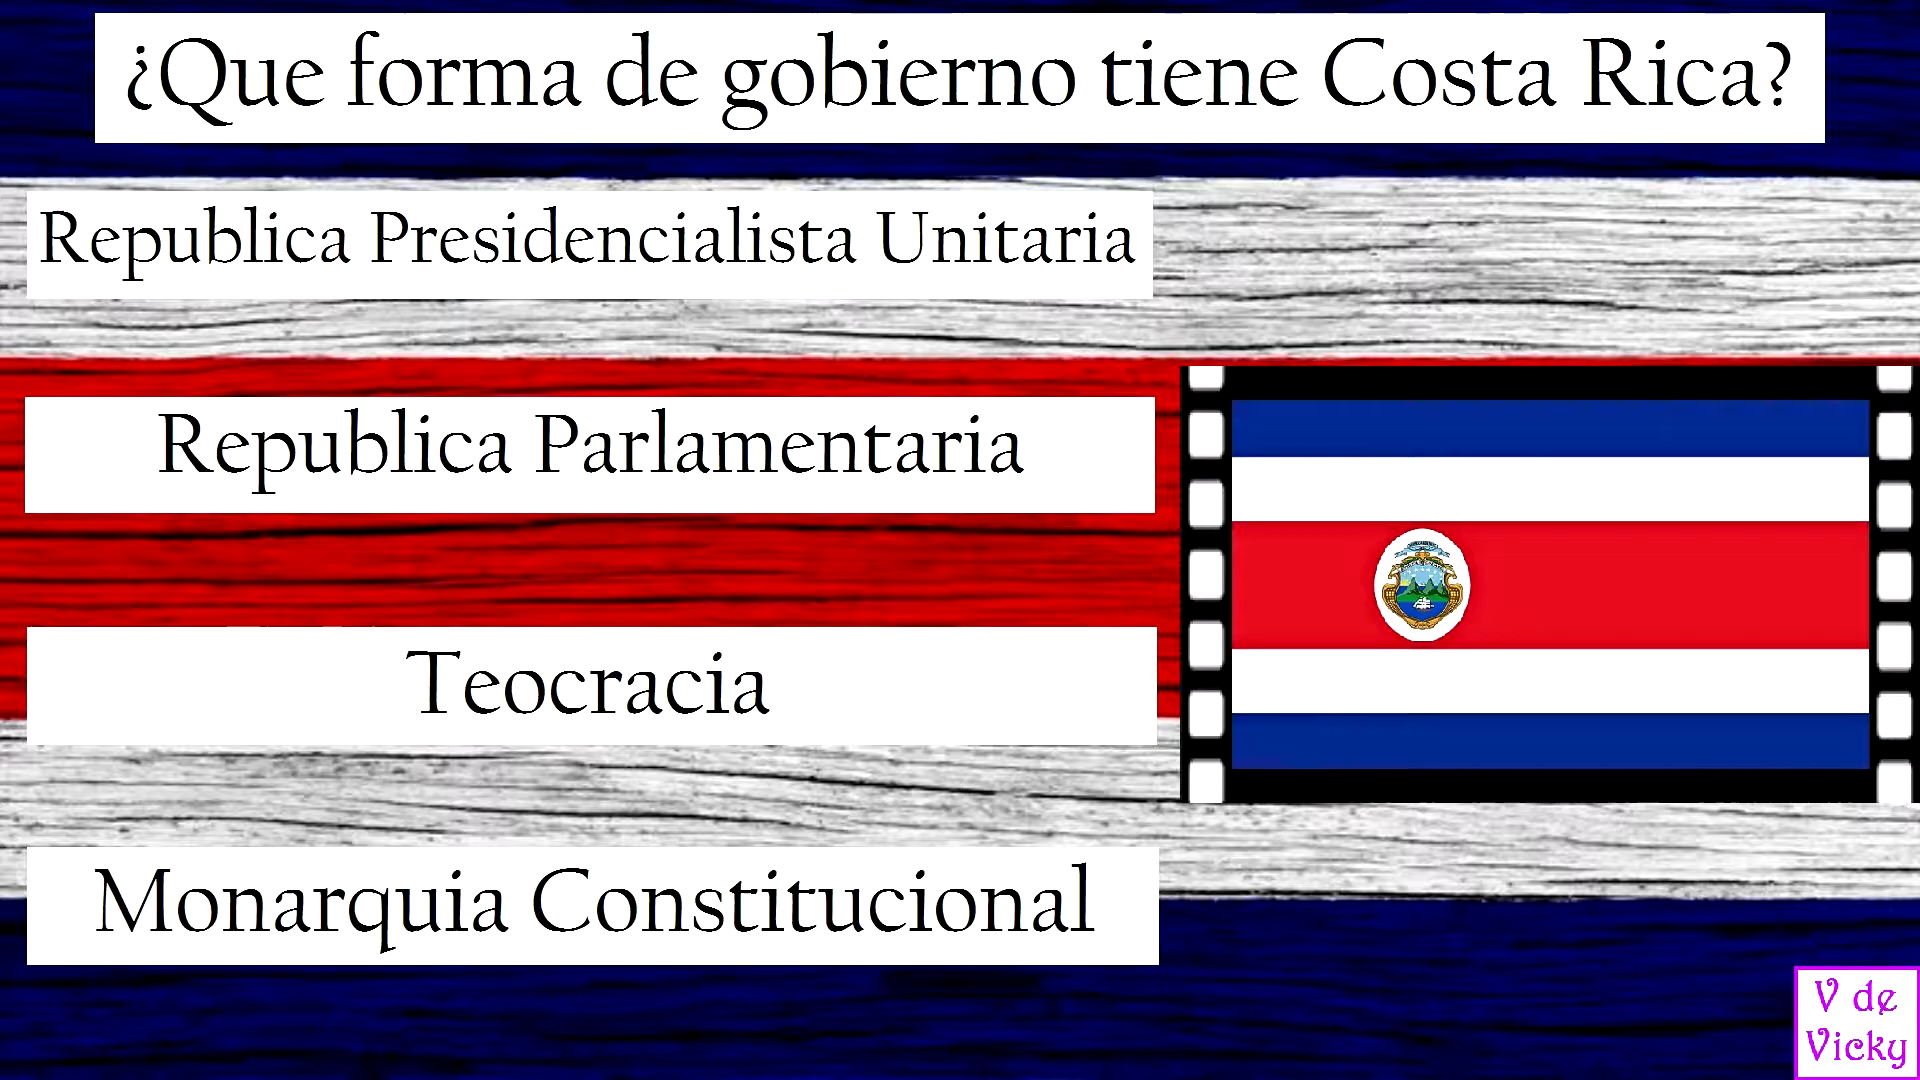 ¿Que forma de gobierno tiene Costa Rica?
Republica Presidencialista Unitaria
Republica Parlamentaria
Teocracia
Monarquia Constitucional
V de
Vicky